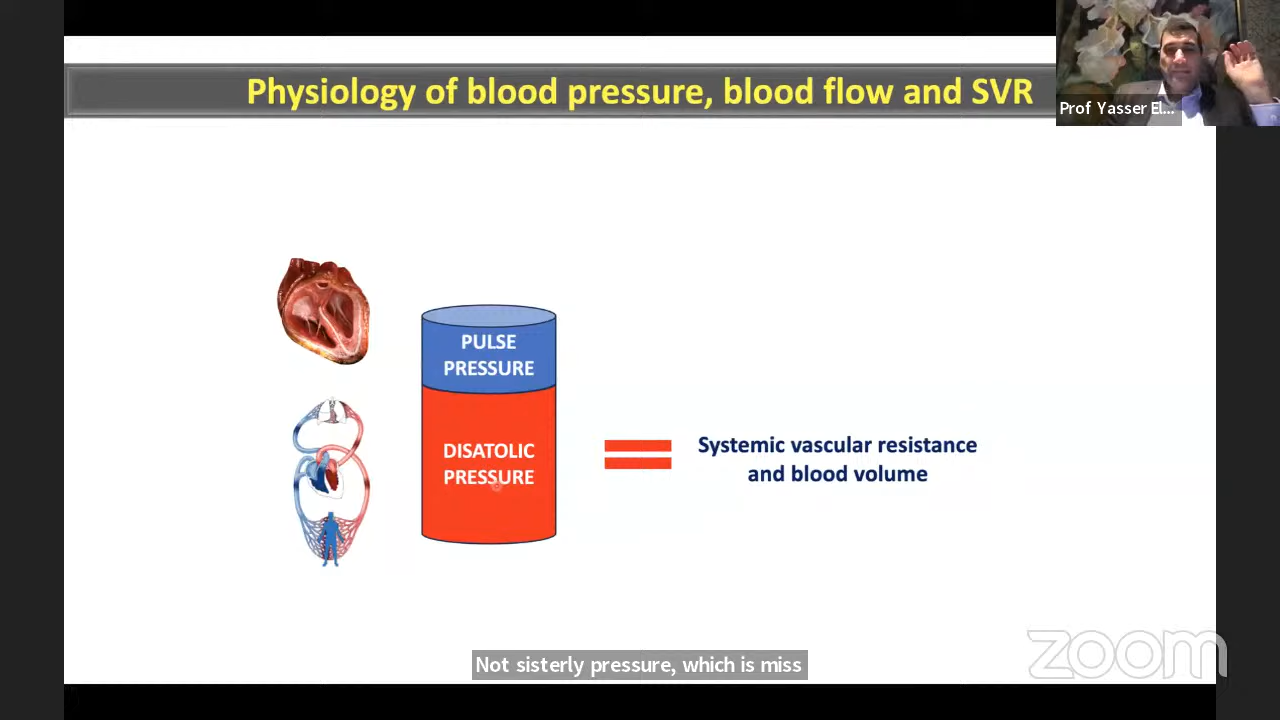 Physiology of blood pressure, blood flow and SVR
Prof Yasser El...
PULSE
PRESSURE
DISATOLIC
PRESSURE
Systemic vascular resistance
and blood volume
Not sisterly pressure, which is miss
zoom